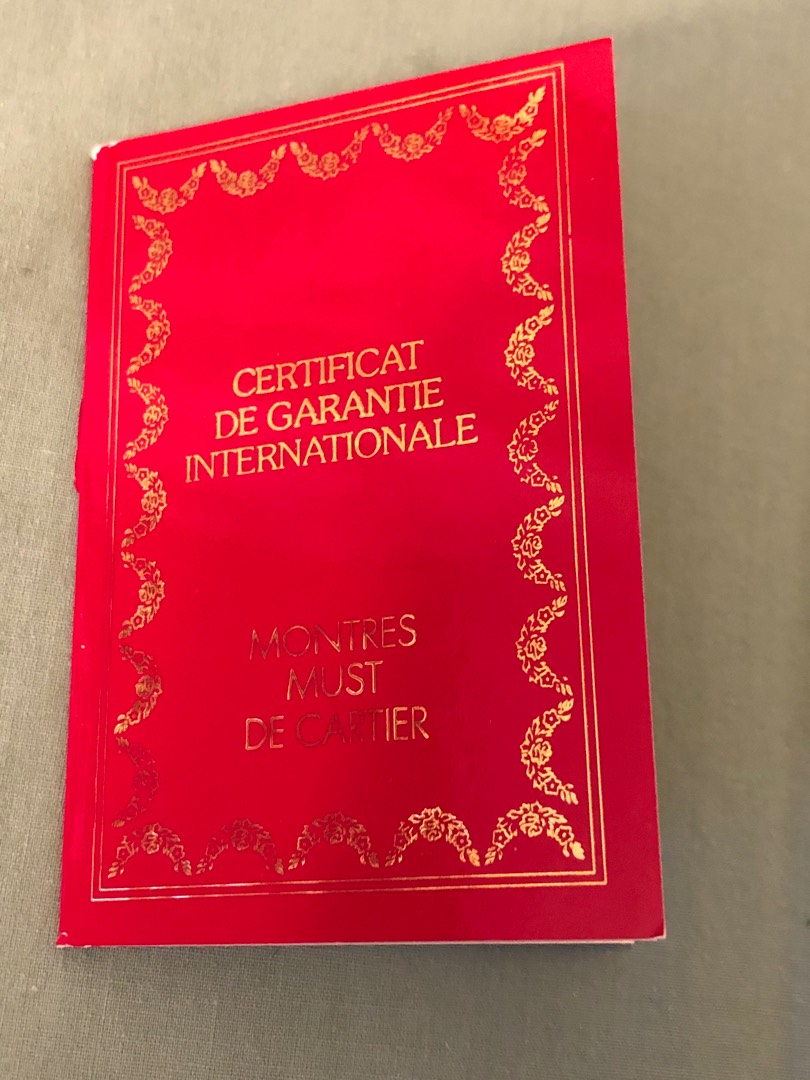 CERTIFICAT
DE GARANTIE
INTERNATIONALE
MONTRES
MUST
DE CARTIER